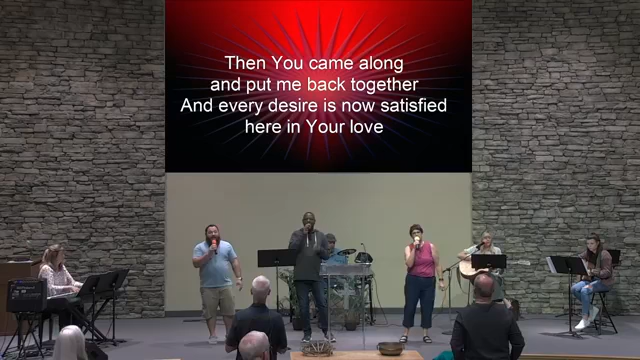 Then You came along
and put me back together
And every desire is now satisfied
here in Your love